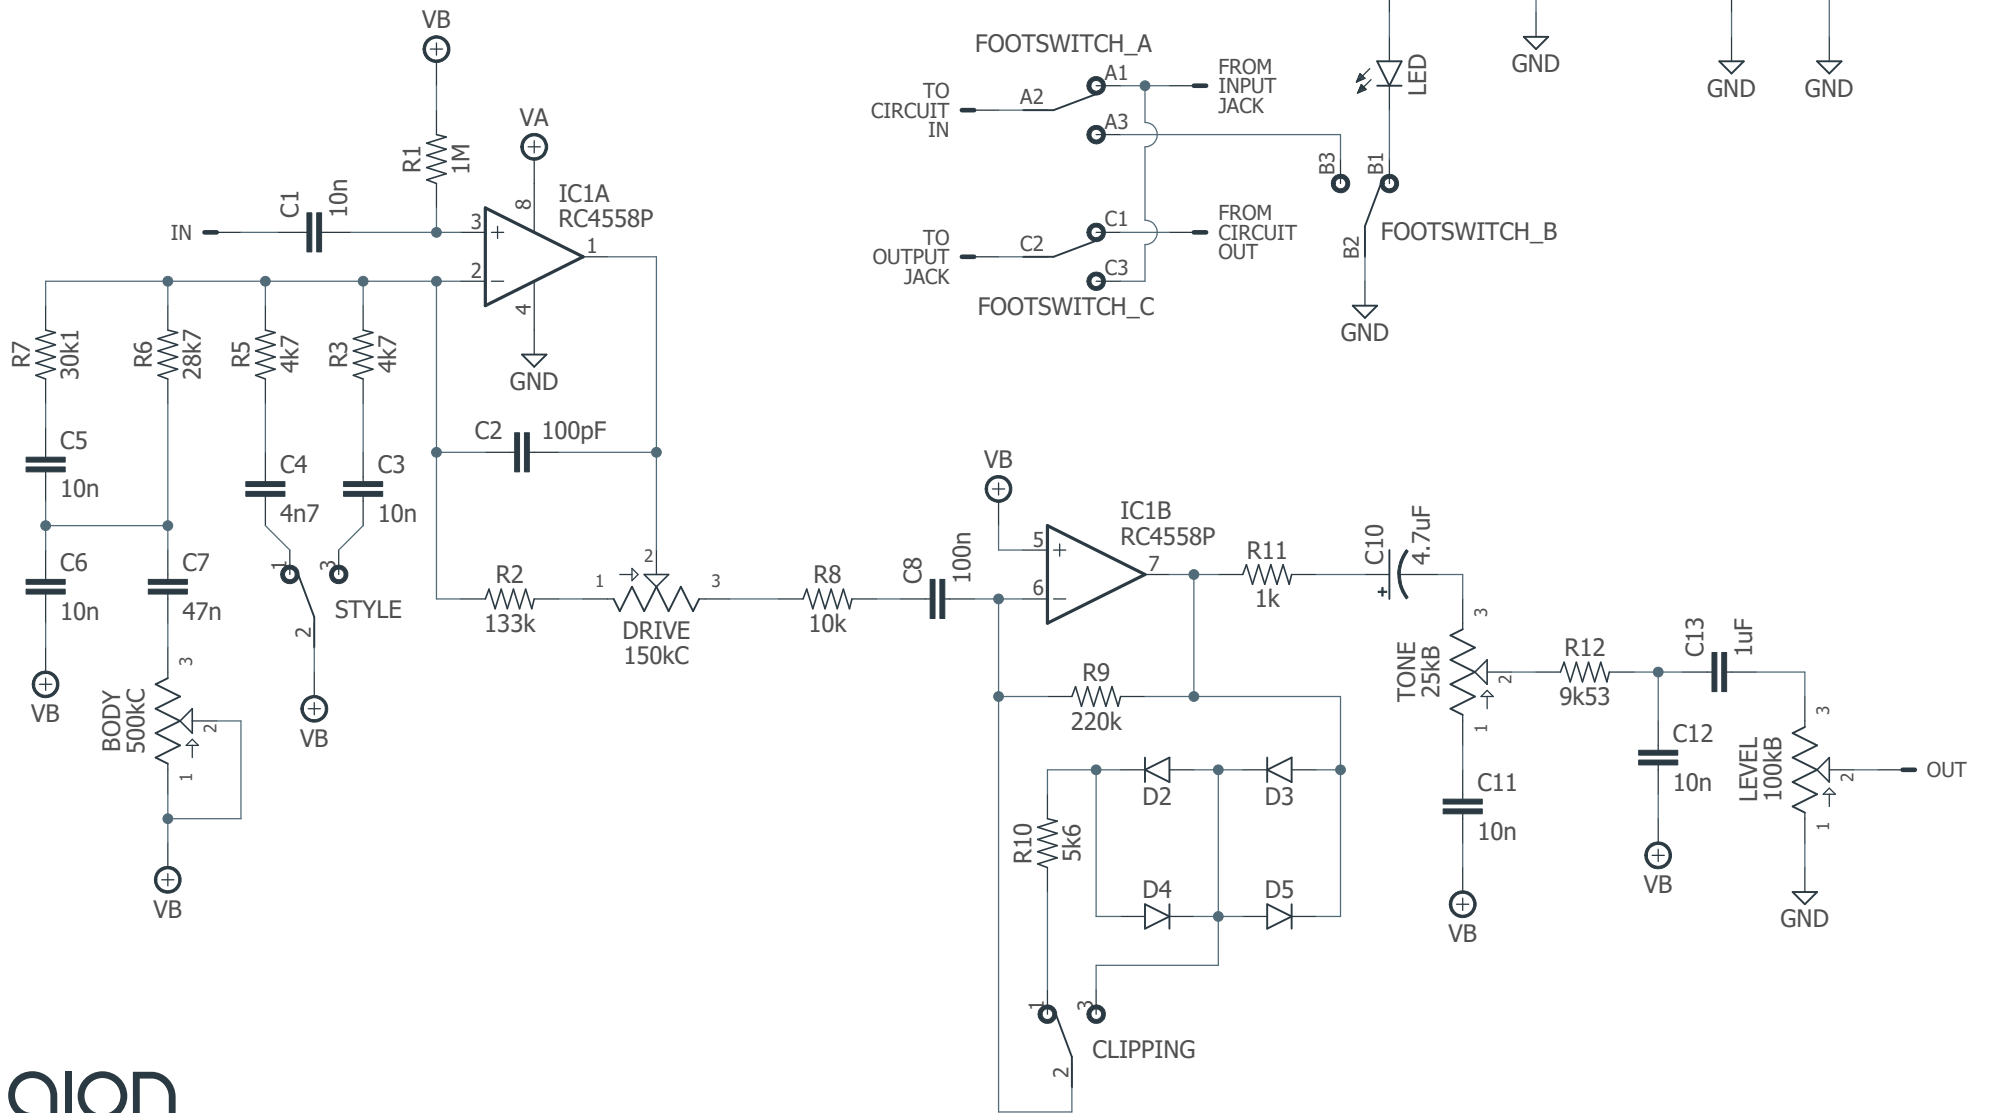 VB
VA
R1
1M
C1
10n
IN
3
2
8
4
1
IC1A
RC4558P
GND
R7
30k1
R6
28k7
R5
4k7
R3
4k7
C5
10n
C4
4n7
C3
10n
C6
10n
C7
47n
1
3
2
STYLE
VB
VB
BODY
500kC
3
2
1
VB
C2
100pF
R2
133k
1
2
3
DRIVE
150kC
R8
10k
C8
100n
FOOTSWITCH_A
TO
CIRCUIT
IN
A2
A1
A3
FROM
INPUT
JACK
TO
OUTPUT
JACK
C2
C1
C3
FROM
CIRCUIT
OUT
FOOTSWITCH_C
LED
B3
B1
B2
FOOTSWITCH_B
GND
GND
GND
GND
VB
5
6
7
IC1B
RC4558P
R11
1k
C10
4.7uF
+
R9
220k
D2
D3
D4
D5
R10
5k6
1
3
2
CLIPPING
TONE
25kB
3
2
1
C11
10n
VB
R12
9k53
C12
10n
VB
C13
1uF
LEVEL
100kB
3
2
1
GND
OUT
aion